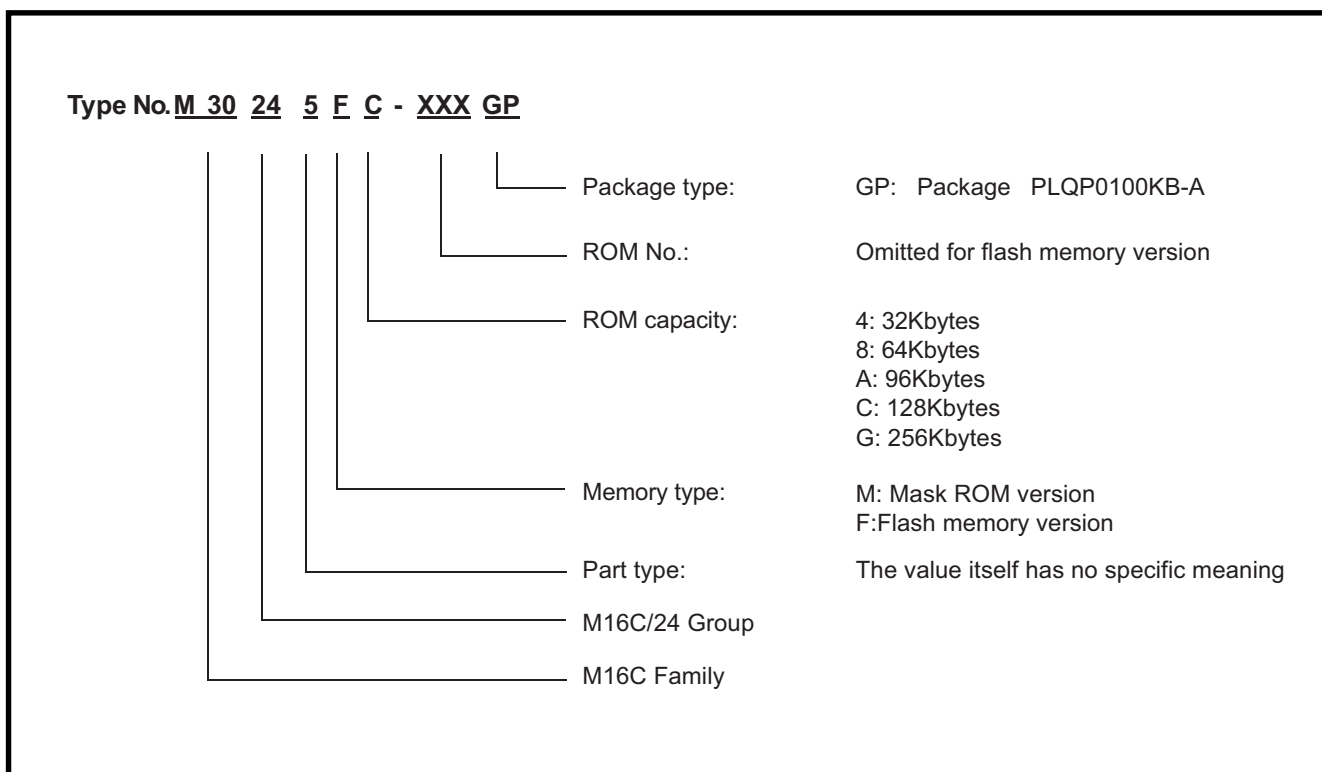 Type No. M 30 24 5 F C - XXX GP
Package type: GP: Package PLQP0100KB-A
ROM No.: Omitted for flash memory version
ROM capacity: 4: 32Kbytes
8: 64Kbytes
A: 96Kbytes
C: 128Kbytes
G: 256Kbytes
Memory type: M: Mask ROM version
F:Flash memory version
Part type: The value itself has no specific meaning
M16C/24 Group
M16C Family